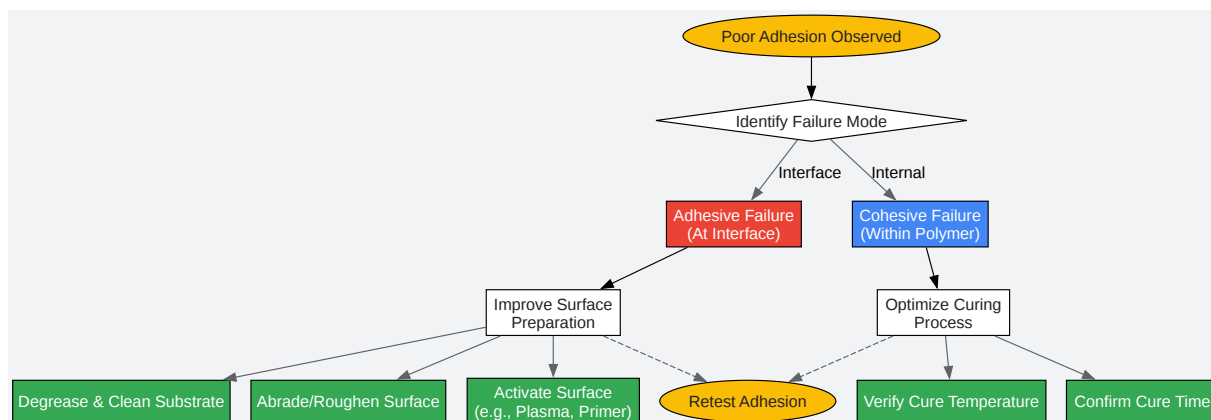 Poor Adhesion Observed
Identify Failure Mode
Interface
Internal
Adhesive Failure
(At Interface)
Cohesive Failure
(Within Polymer)
Improve Surface
Preparation
Optimize Curing
Process
Degrease & Clean Substrate
Abrade/Roughen Surface
Activate Surface
(e.g., Plasma, Primer)
Retest Adhesion
Verify Cure Temperature
Confirm Cure Time